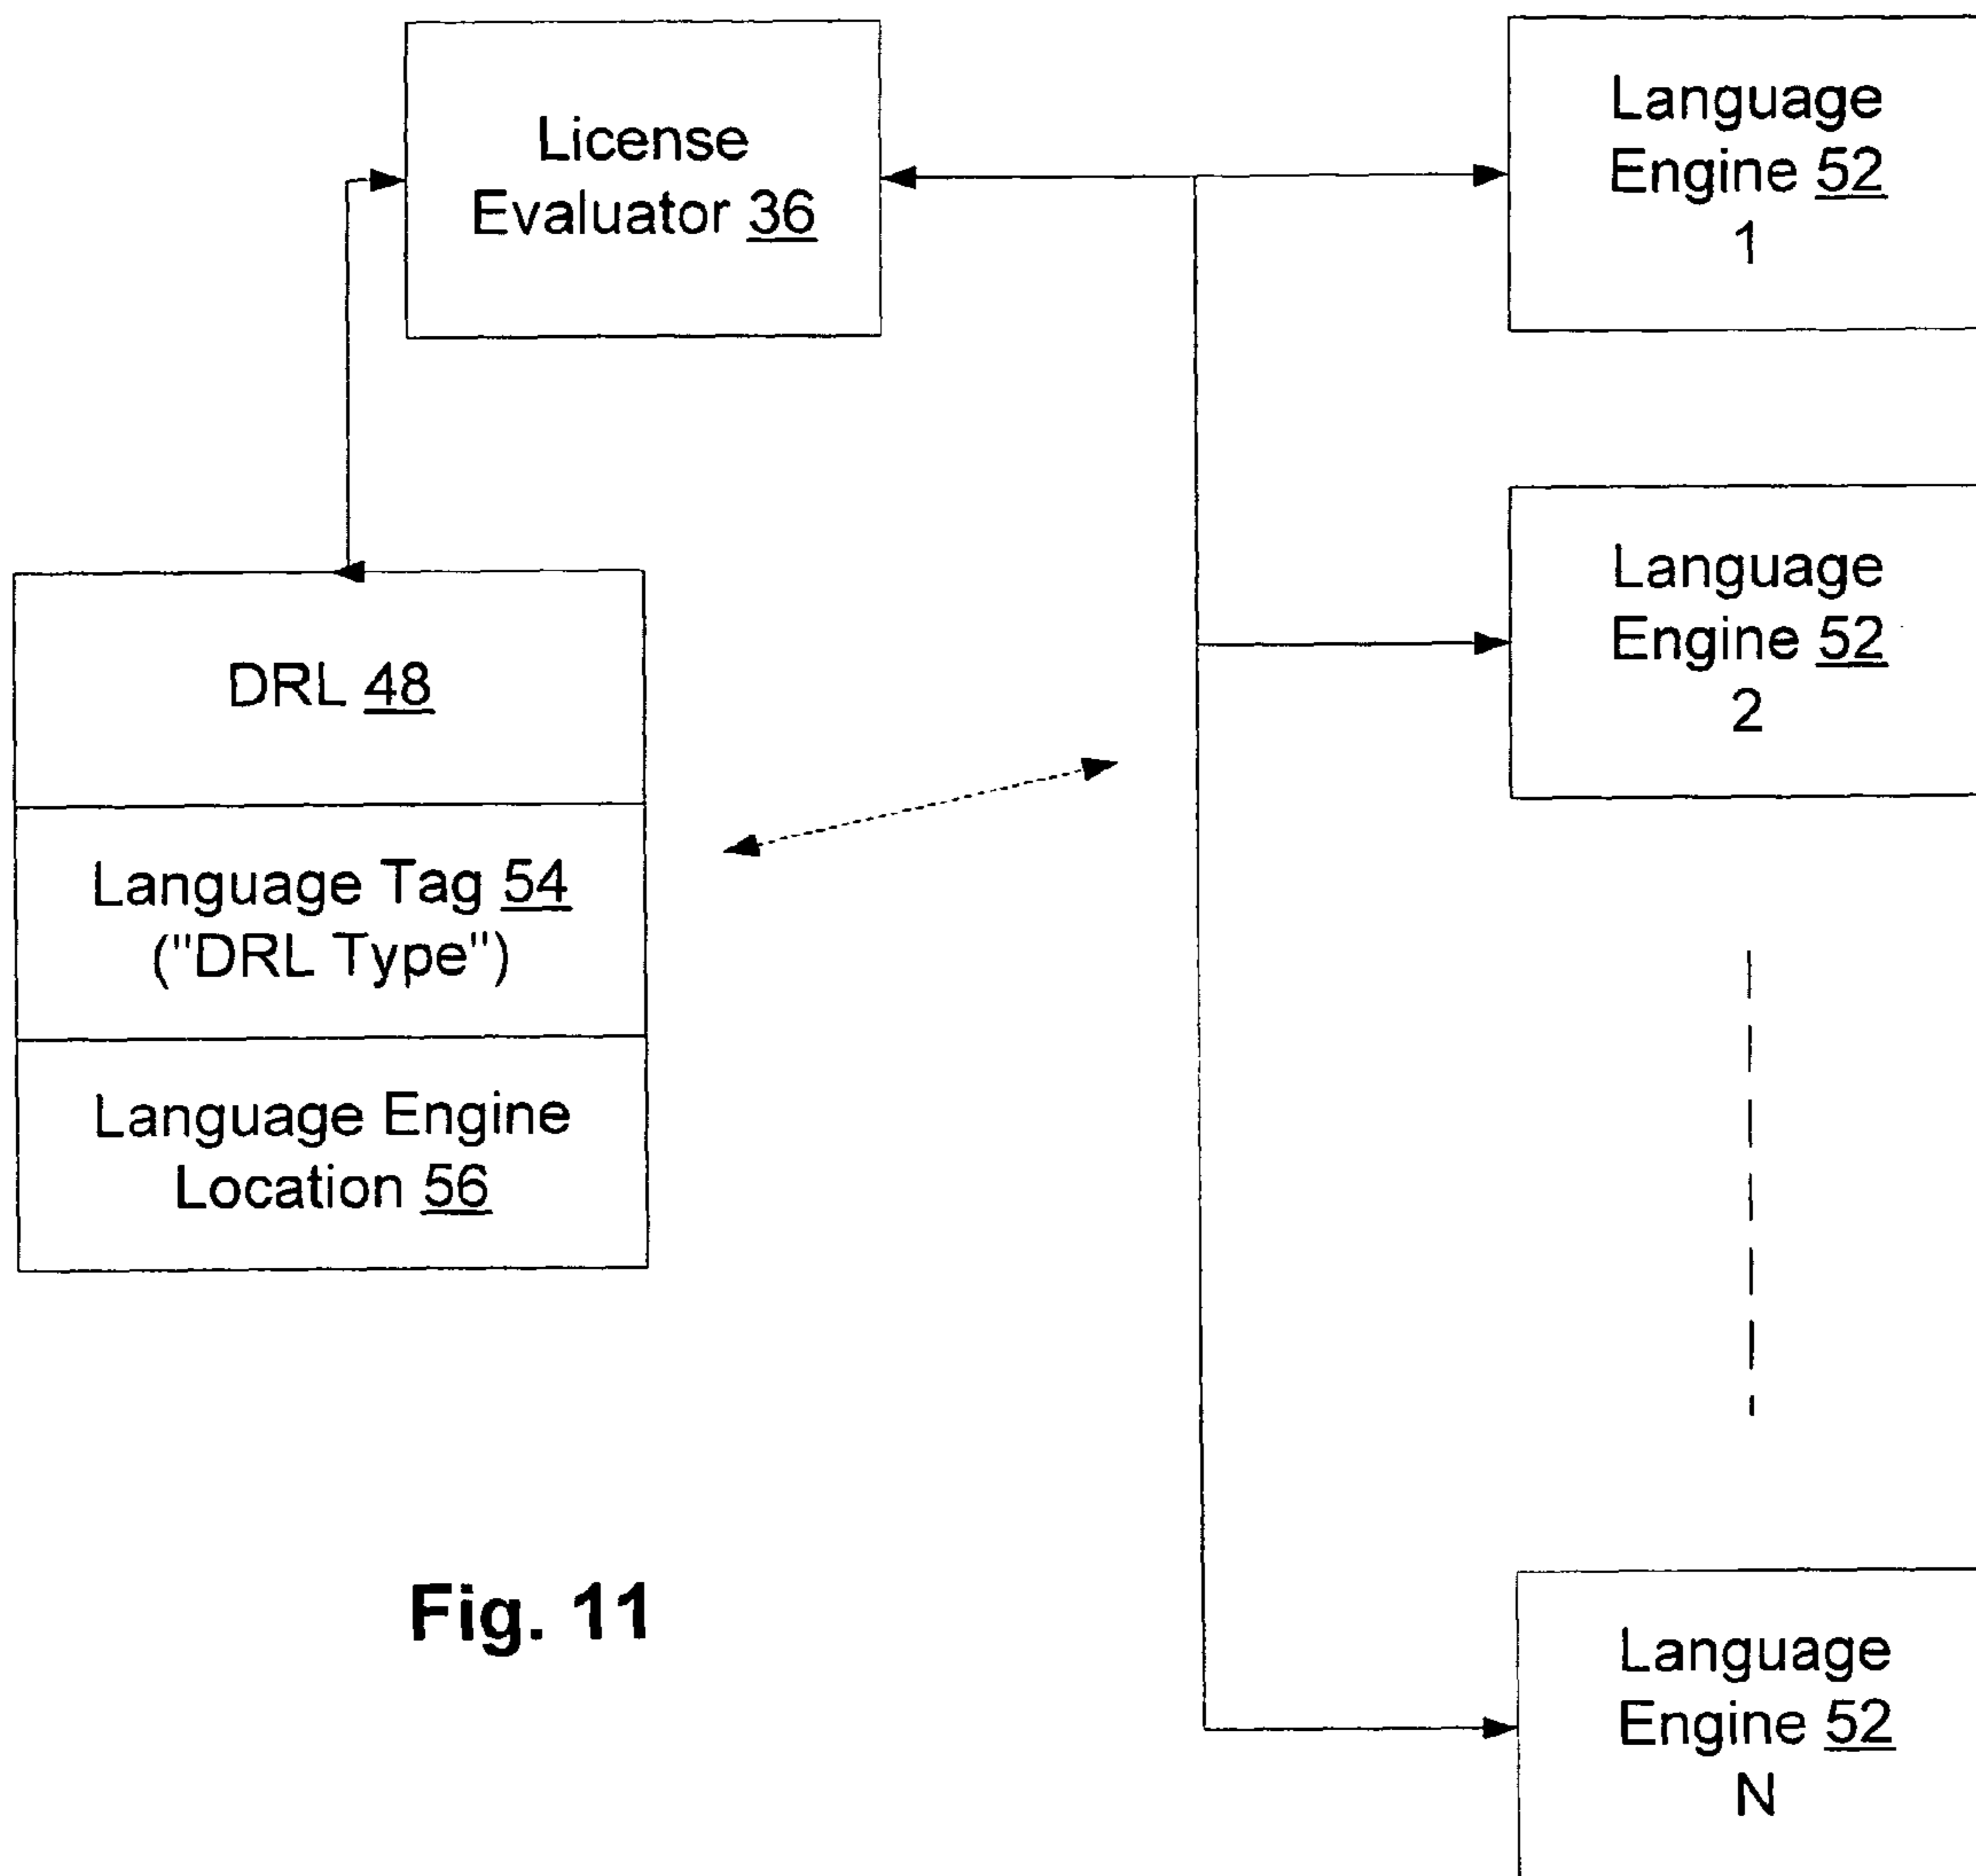 License
Evaluator 36
Language
Engine 52
1
Language
Engine 52
2
DRL 48
Language Tag 54
("DRL Type")
Language Engine
Location 56
Fig. 11
Language
Engine 52
N